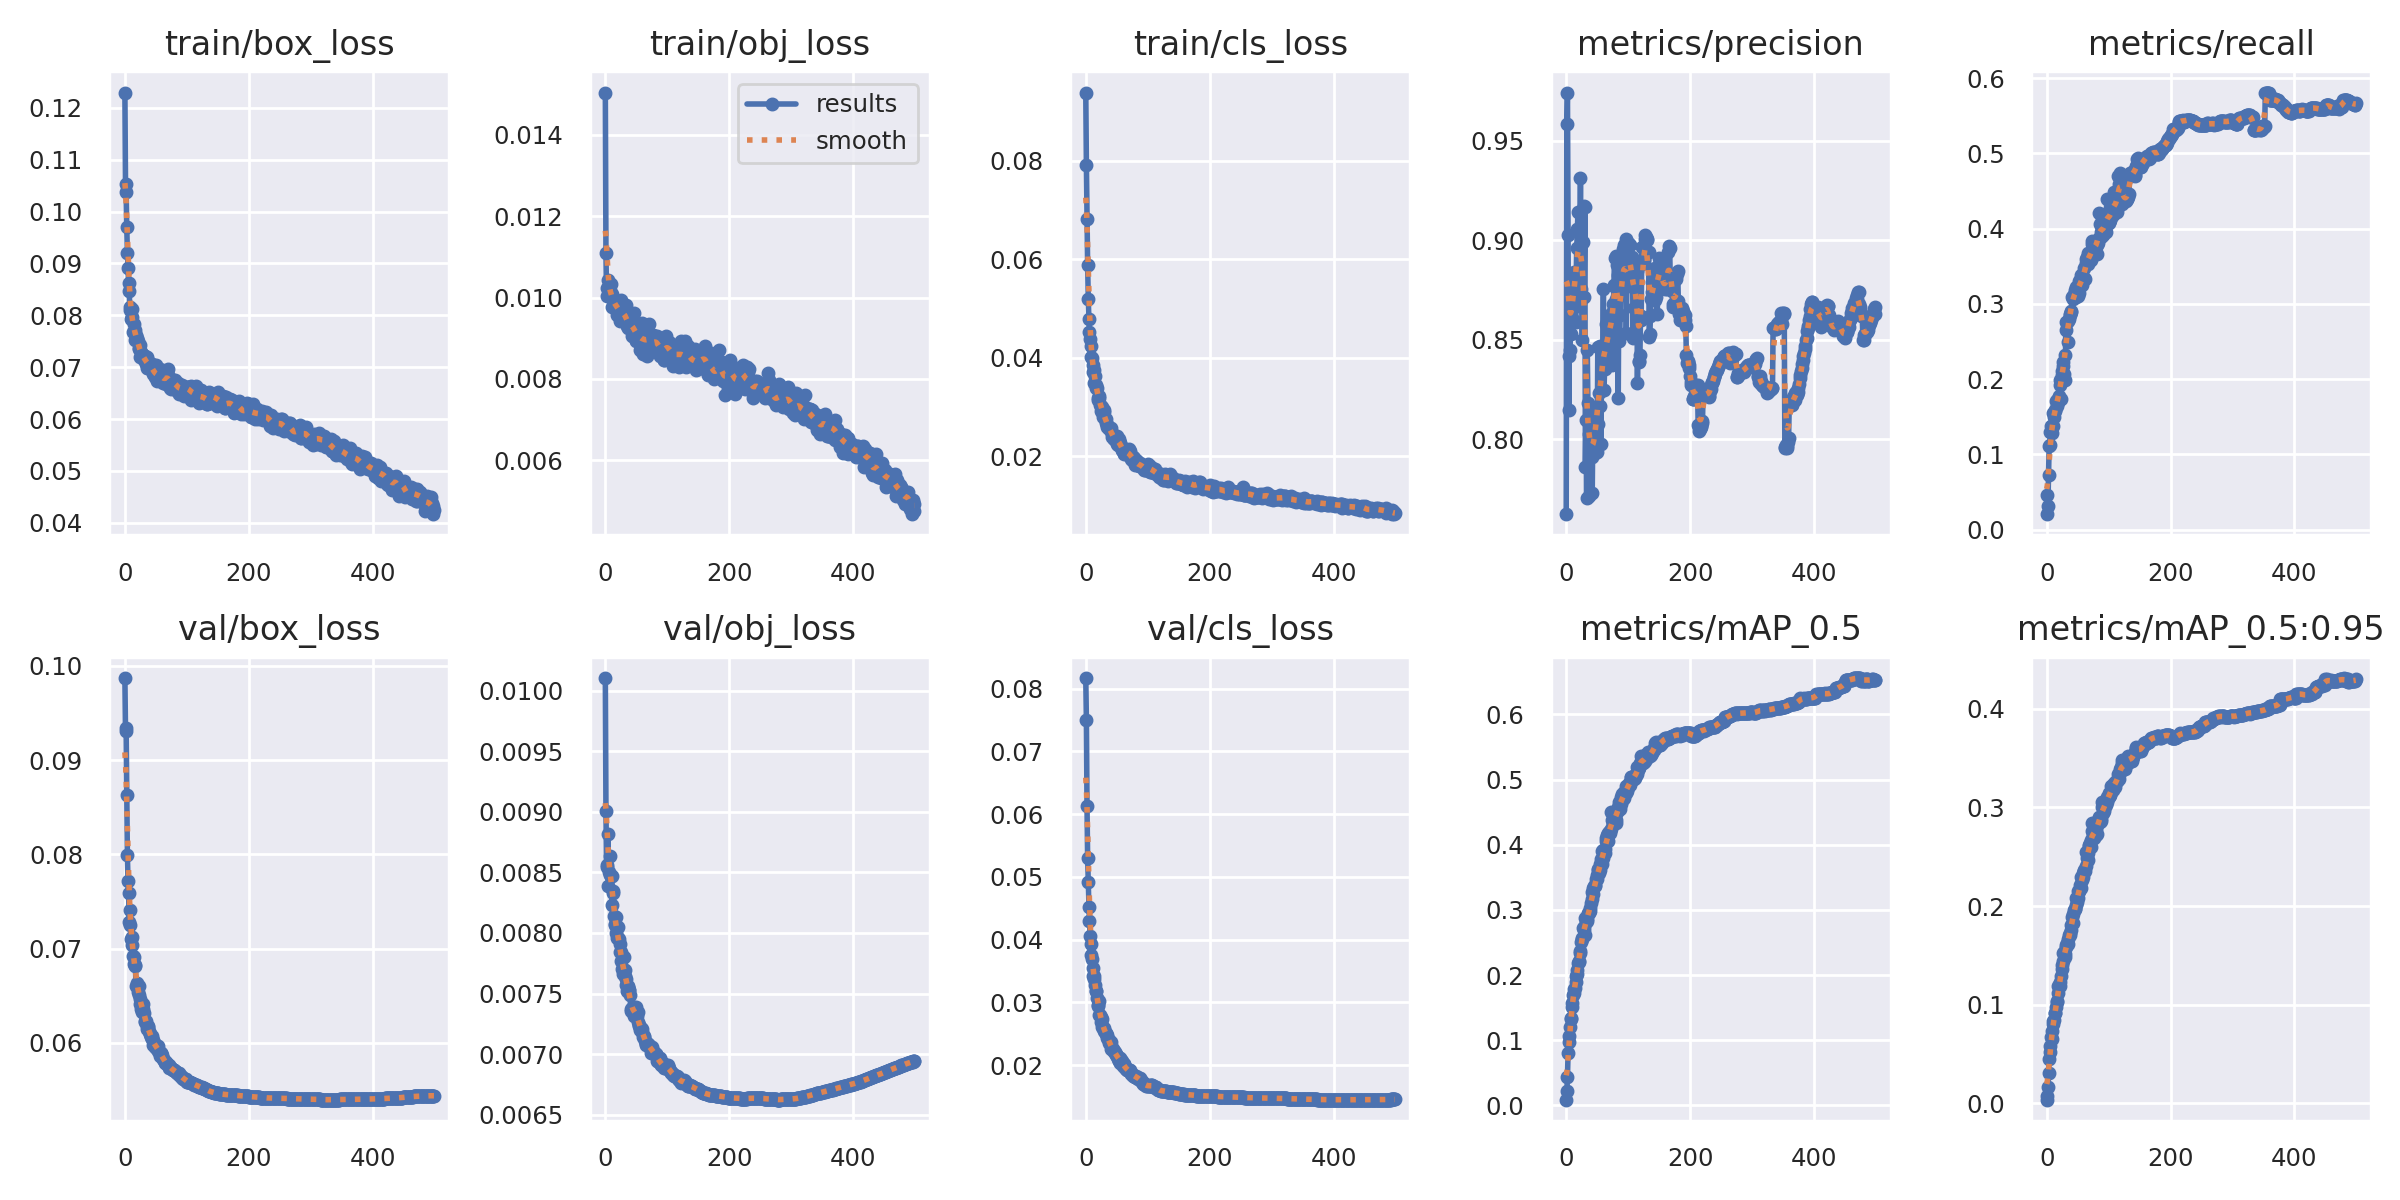 train/box_loss
0.12
0.11
0.10
0.09
0.08
0.07
0.06
0.05
0.04
0 200 400
train/obj_loss
results
smooth
0.014
0.012
0.010
0.008
0.006
0 200 400
train/cls_loss
0.08
0.06
0.04
0.02
0 200 400
metrics/precision
0.95
0.90
0.85
0.80
0 200 400
metrics/recall
0.6
0.5
0.4
0.3
0.2
0.1
0.0
0 200 400
val/box_loss
0.10
0.09
0.08
0.07
0.06
0 200 400
val/obj_loss
0.0100
0.0095
0.0090
0.0085
0.0080
0.0075
0.0070
0.0065
0 200 400
val/cls_loss
0.08
0.07
0.06
0.05
0.04
0.03
0.02
0 200 400
metrics/mAP_0.5
0.6
0.5
0.4
0.3
0.2
0.1
0.0
0 200 400
metrics/mAP_0.5:0.95
0.4
0.3
0.2
0.1
0.0
0 200 400